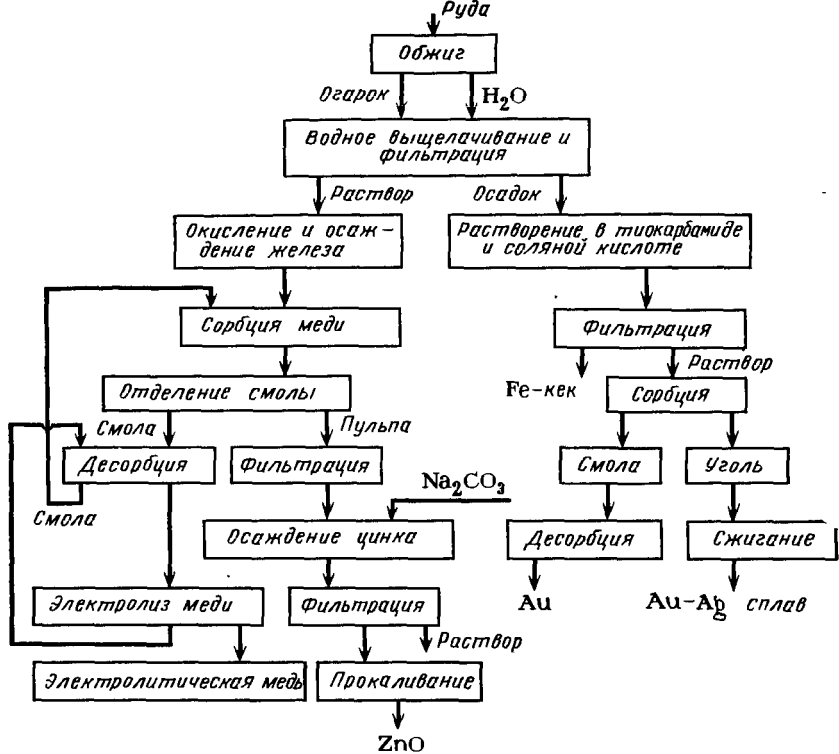 Руда
Обжиг
Огарок
H₂O
Водное выщелачивание и
фильтрация
Раствор
Осадок
Окисление и осаж-
дение железа
Растворение в тиокарбамиде
и соляной кислоте
Сорбция меди
Фильтрация
Fe-кек
Раствор
Отделение смолы
Сорбция
Смола
Пульпа
Десорбция
Фильтрация
Смола
Уголь
Смола
Na₂CO₃
Осаждение цинка
Десорбция
Сжигание
Au
Au-Ag сплав
Электролиз меди
Фильтрация
Раствор
Электролитическая медь
Прокаливание
ZnO